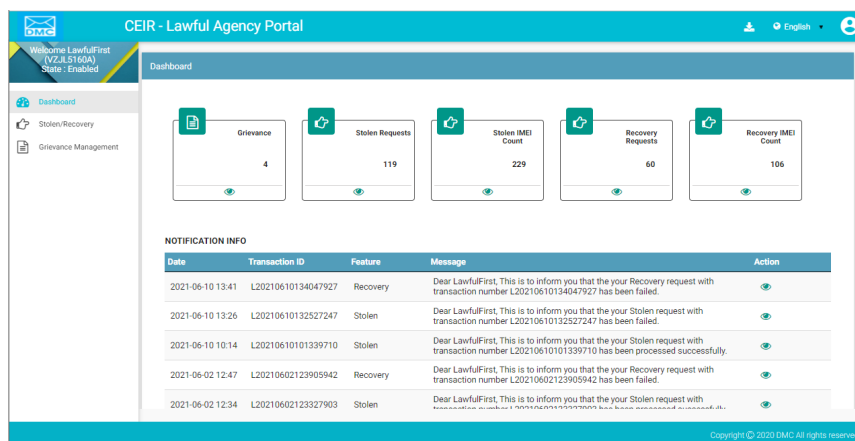 DMC
CEIR - Lawful Agency Portal
English
Welcome LawfulFirst
(VZJL5160A)
State : Enabled
Dashboard
Dashboard
Stolen/Recovery
Grievance Management
Grievance
4
Stolen Requests
119
Stolen IMEI
Count
229
Recovery
Requests
60
Recovery IMEI
Count
106
NOTIFICATION INFO
Date Transaction ID Feature Message Action
2021-06-10 13:41 L20210610134047927 Recovery Dear LawfulFirst, This is to inform you that the your Recovery request with
transaction number L20210610134047927 has been failed.
2021-06-10 13:26 L20210610132527247 Stolen Dear LawfulFirst, This is to inform you that the your Stolen request with
transaction number L20210610132527247 has been failed.
2021-06-10 10:14 L20210610101339710 Stolen Dear LawfulFirst, This is to inform you that the your Stolen request with
transaction number L20210610101339710 has been processed successfully.
2021-06-02 12:47 L20210602123905942 Recovery Dear LawfulFirst, This is to inform you that the your Recovery request with
transaction number L20210602123905942 has been failed.
2021-06-02 12:34 L20210602123327903 Stolen Dear LawfulFirst, This is to inform you that the your Stolen request with
transaction number L20210602123327903 has been processed successfully.
Copyright © 2020 DMC All rights reserve